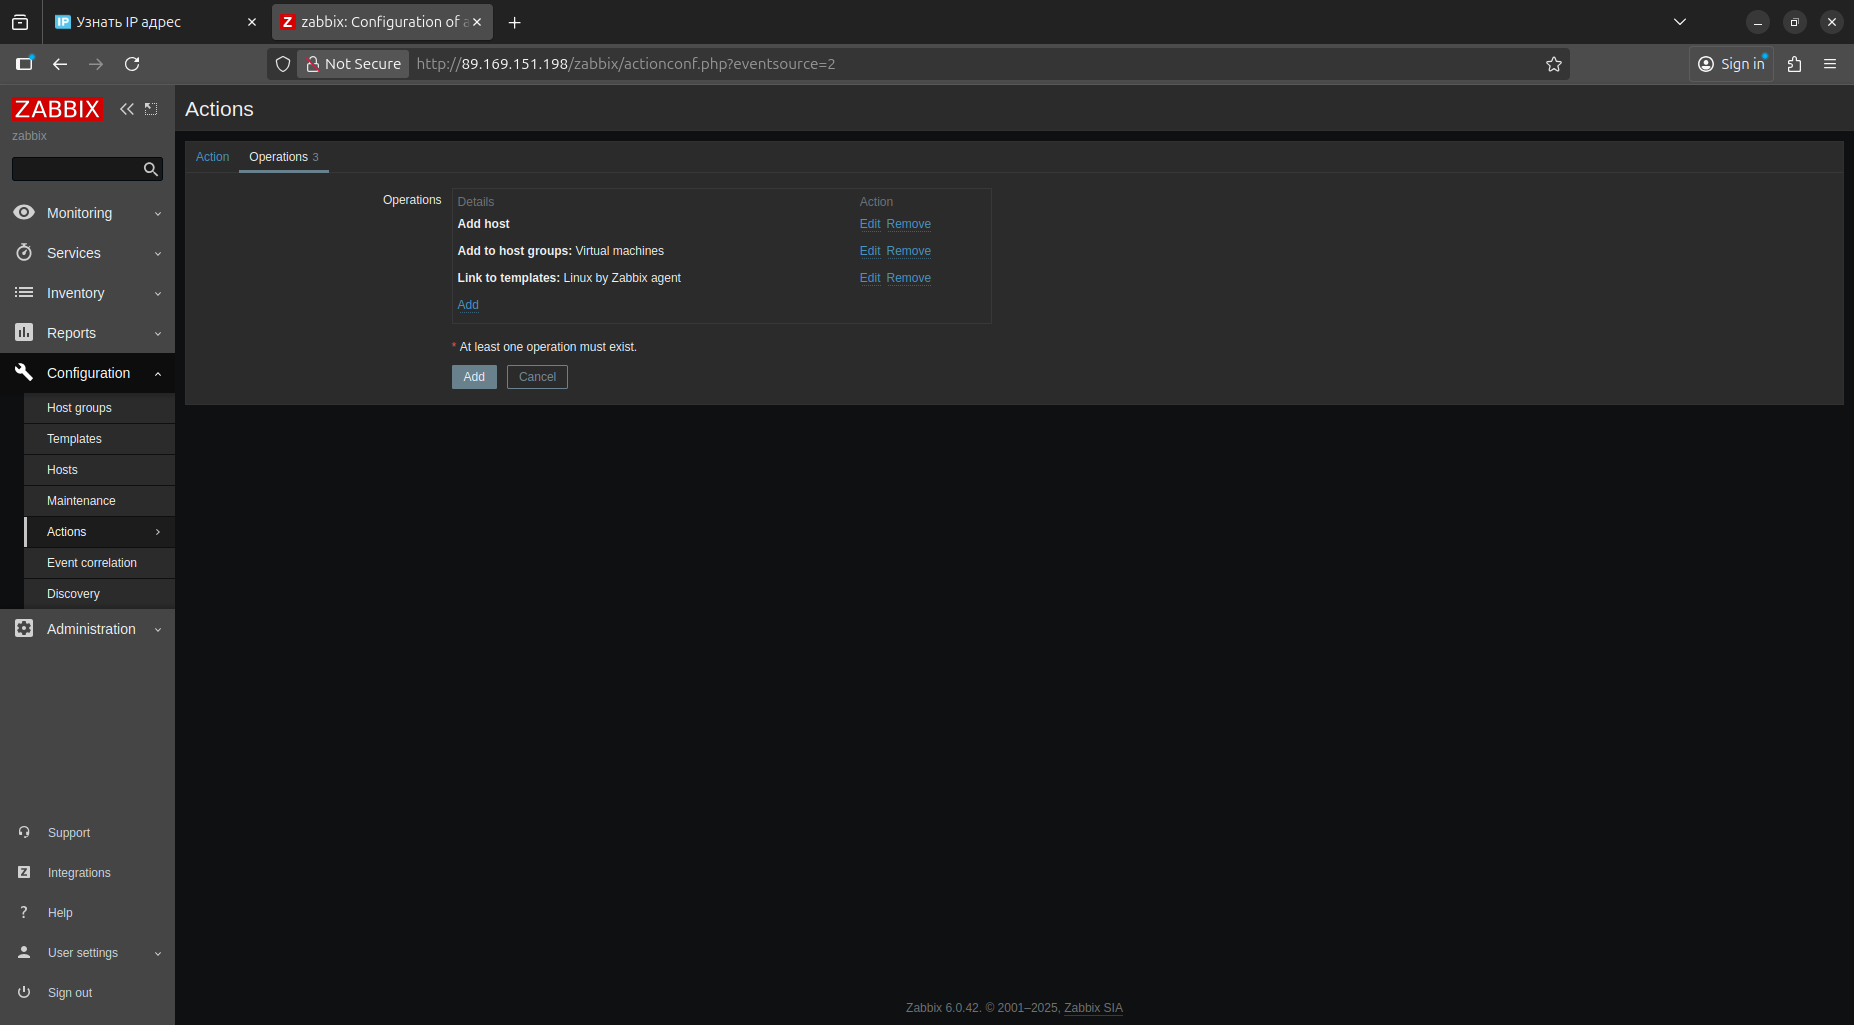 Узнать IP адрес
zabbix: Configuration of a
Not Secure
http://89.169.151.198/zabbix/actionconf.php?eventsource=2
Sign in
ZABBIX
zabbix
Monitoring
Services
Inventory
Reports
Configuration
Host groups
Templates
Hosts
Maintenance
Actions
Event correlation
Discovery
Administration
Support
Integrations
Help
User settings
Sign out
Actions
Action Operations 3
Operations
Details Action
Add host Edit Remove
Add to host groups: Virtual machines Edit Remove
Link to templates: Linux by Zabbix agent Edit Remove
Add
* At least one operation must exist.
Add Cancel
Zabbix 6.0.42. © 2001–2025, Zabbix SIA